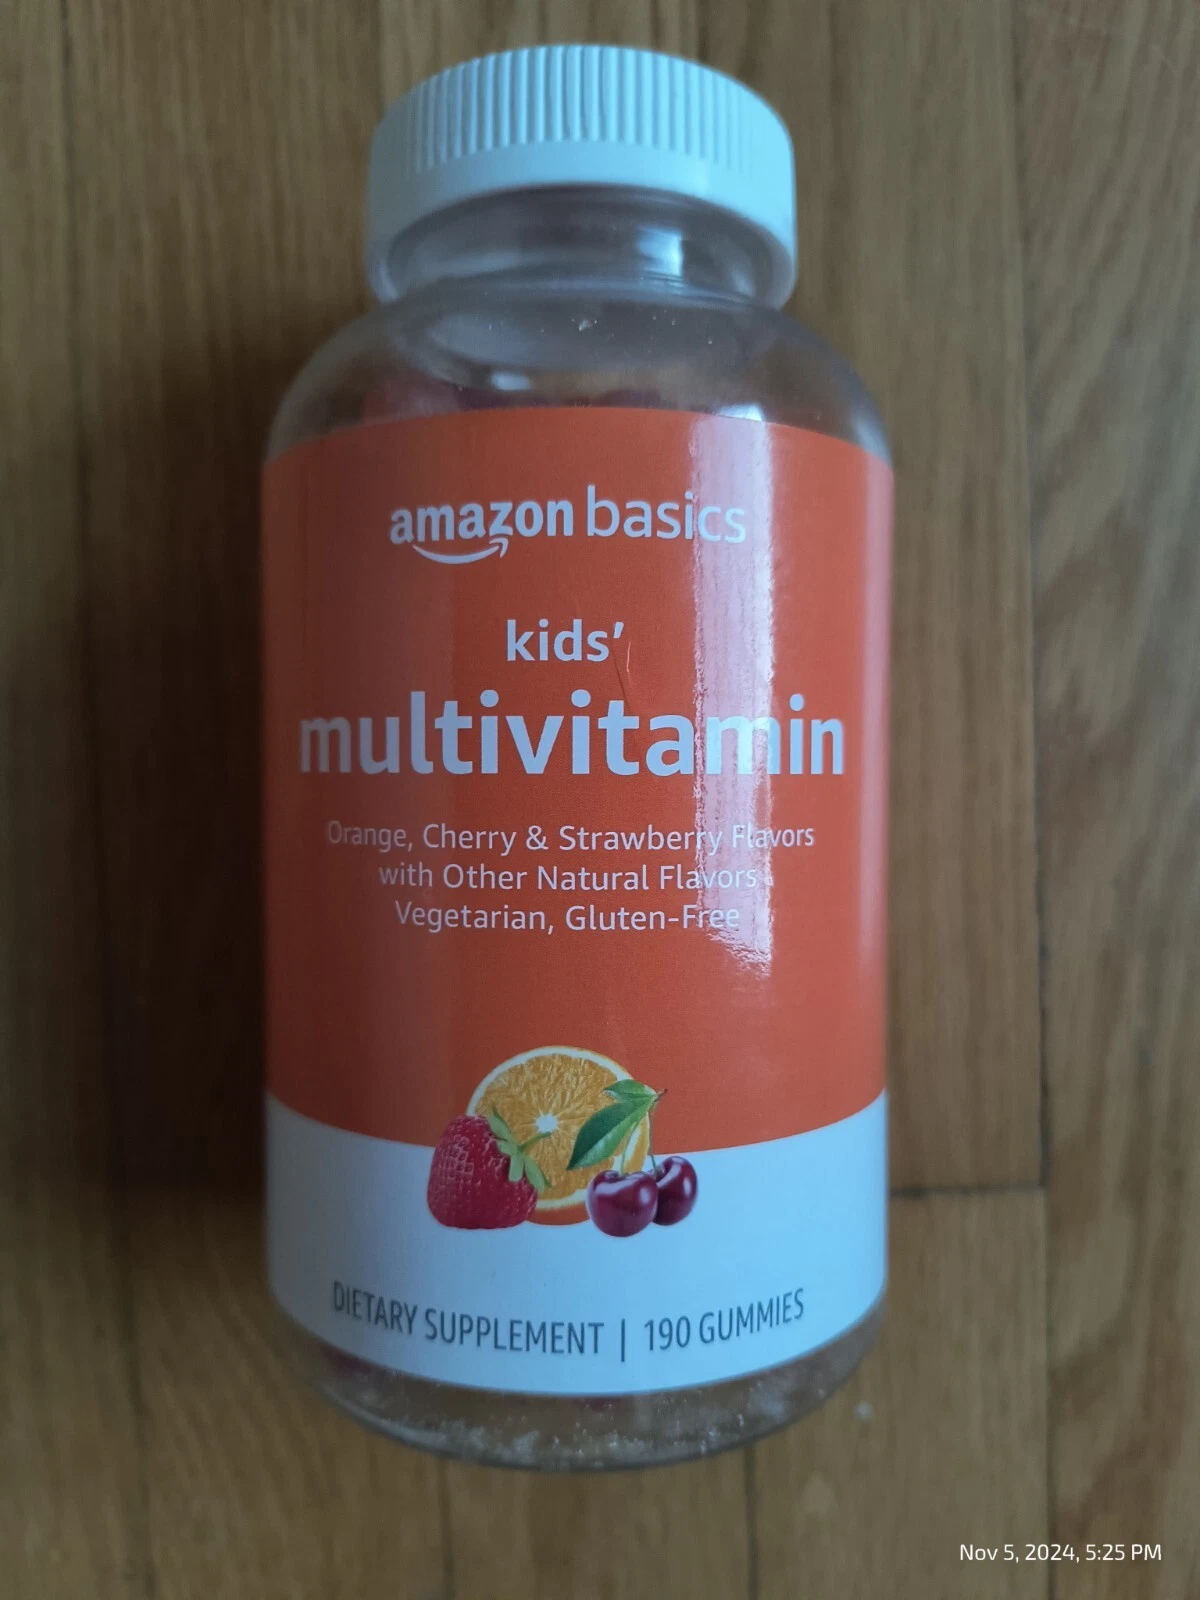 amazon basics
kids’
multivitamin
Orange, Cherry & Strawberry Flavors
with Other Natural Flavors
Vegetarian, Gluten-Free
DIETARY SUPPLEMENT | 190 GUMMIES
Nov 5, 2024, 5:25 PM